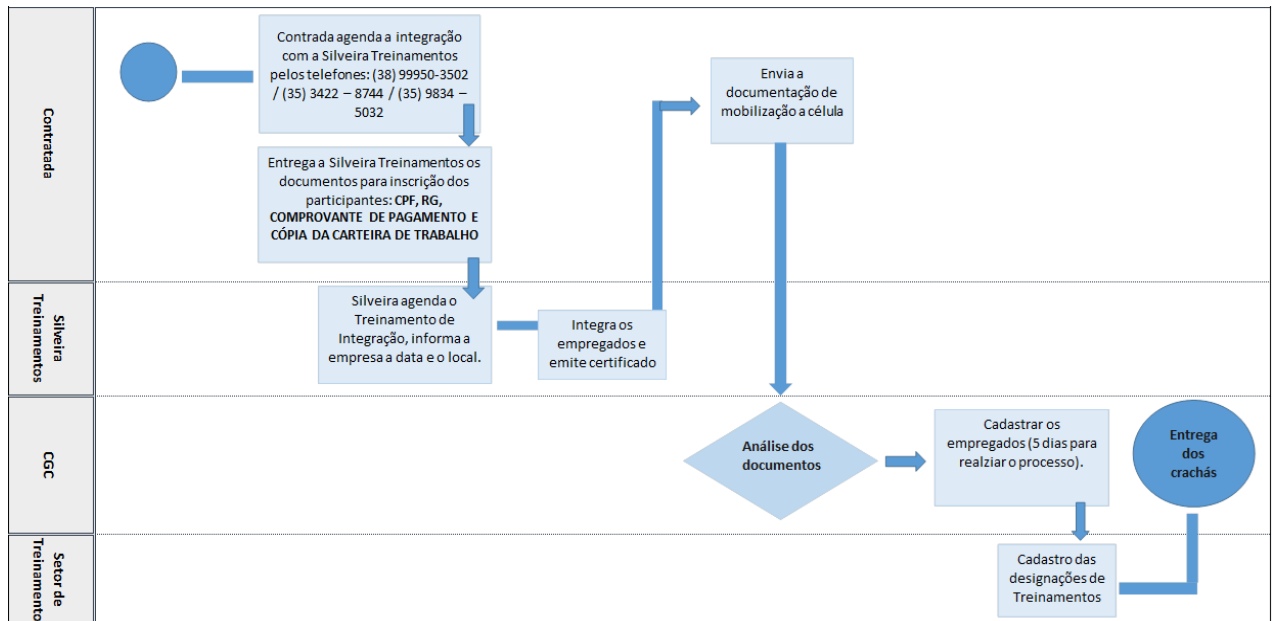 Contratada
Contrada agenda a integração
com a Silveira Treinamentos
pelos telefones: (38) 99950-3502
/ (35) 3422 – 8744 / (35) 9834 –
5032
Entrega a Silveira Treinamentos os
documentos para inscrição dos
participantes: CPF, RG,
COMPROVANTE DE PAGAMENTO E
CÓPIA DA CARTEIRA DE TRABALHO
Envia a
documentação de
mobilização a célula
Silveira
Treinamentos
Silveira agenda o
Treinamento de
Integração, informa a
empresa a data e o local.
Integra os
empregados e
emite certificado
CGC
Análise dos
documentos
Cadastrar os
empregados (5 dias para
realziar o processo).
Entrega
dos
crachás
Setor de
Treinamento
Cadastro das
designações de
Treinamentos